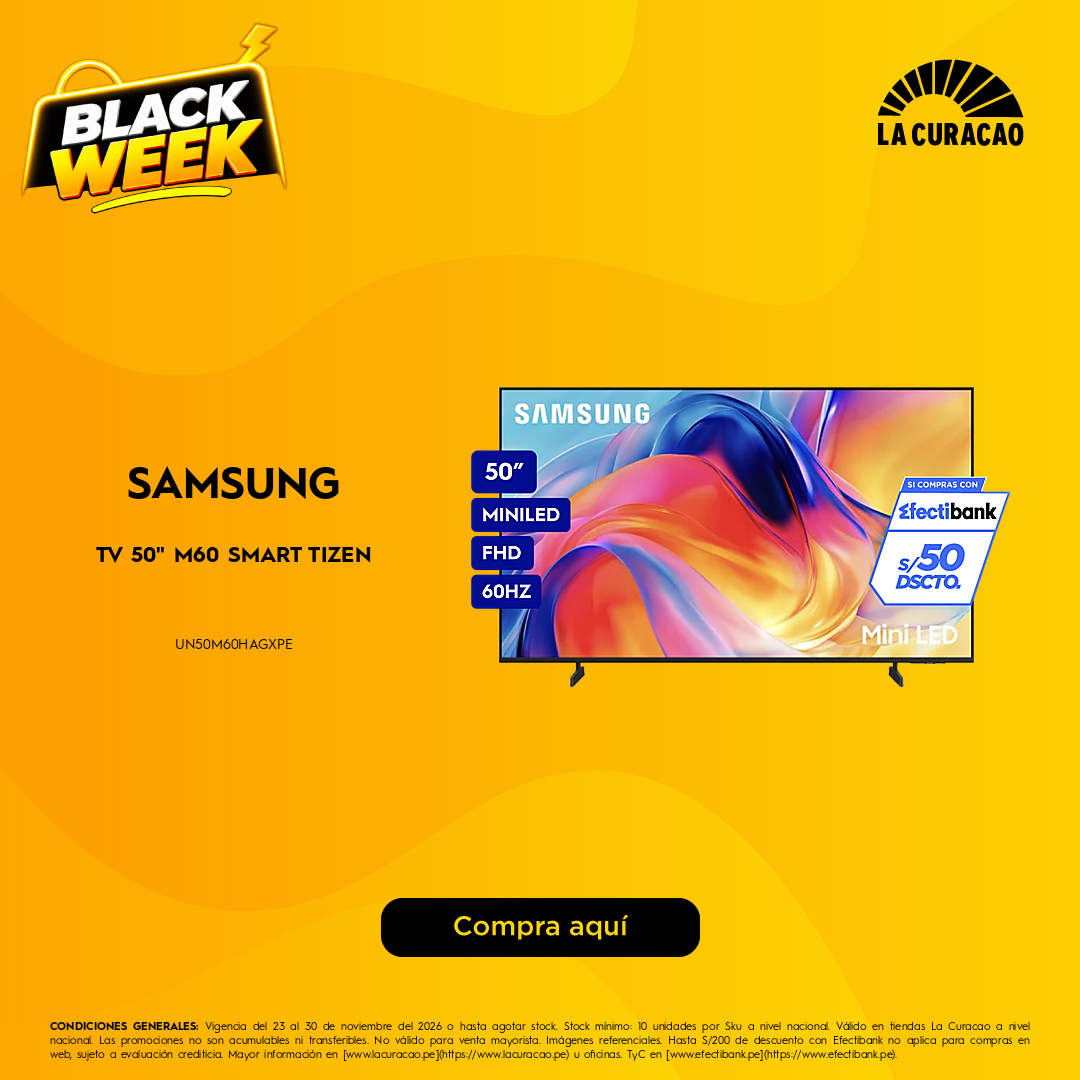 BLACK
WEEK
LA CURACAO
SAMSUNG
TV 50" M60 SMART TIZEN
UN50M60HAGXPE
SAMSUNG
50”
MINILED
FHD
60HZ
SI COMPRAS CON
Efectibank
S/50
DSCTO.
Mini LED
Compra aquí
CONDICIONES GENERALES: Vigencia del 23 al 30 de noviembre del 2026 o hasta agotar stock. Stock mínimo: 10 unidades por Sku a nivel nacional. Válido en tiendas La Curacao a nivel
nacional. Las promociones no son acumulables ni transferibles. No válido para venta mayorista. Imágenes referenciales. Hasta S/200 de descuento con Efectibank no aplica para compras en
web, sujeto a evaluación crediticia. Mayor información en [www.lacuracao.pe](https://www.lacuracao.pe) u oficinas. TyC en [www.efectibank.pe](https://www.efectibank.pe).